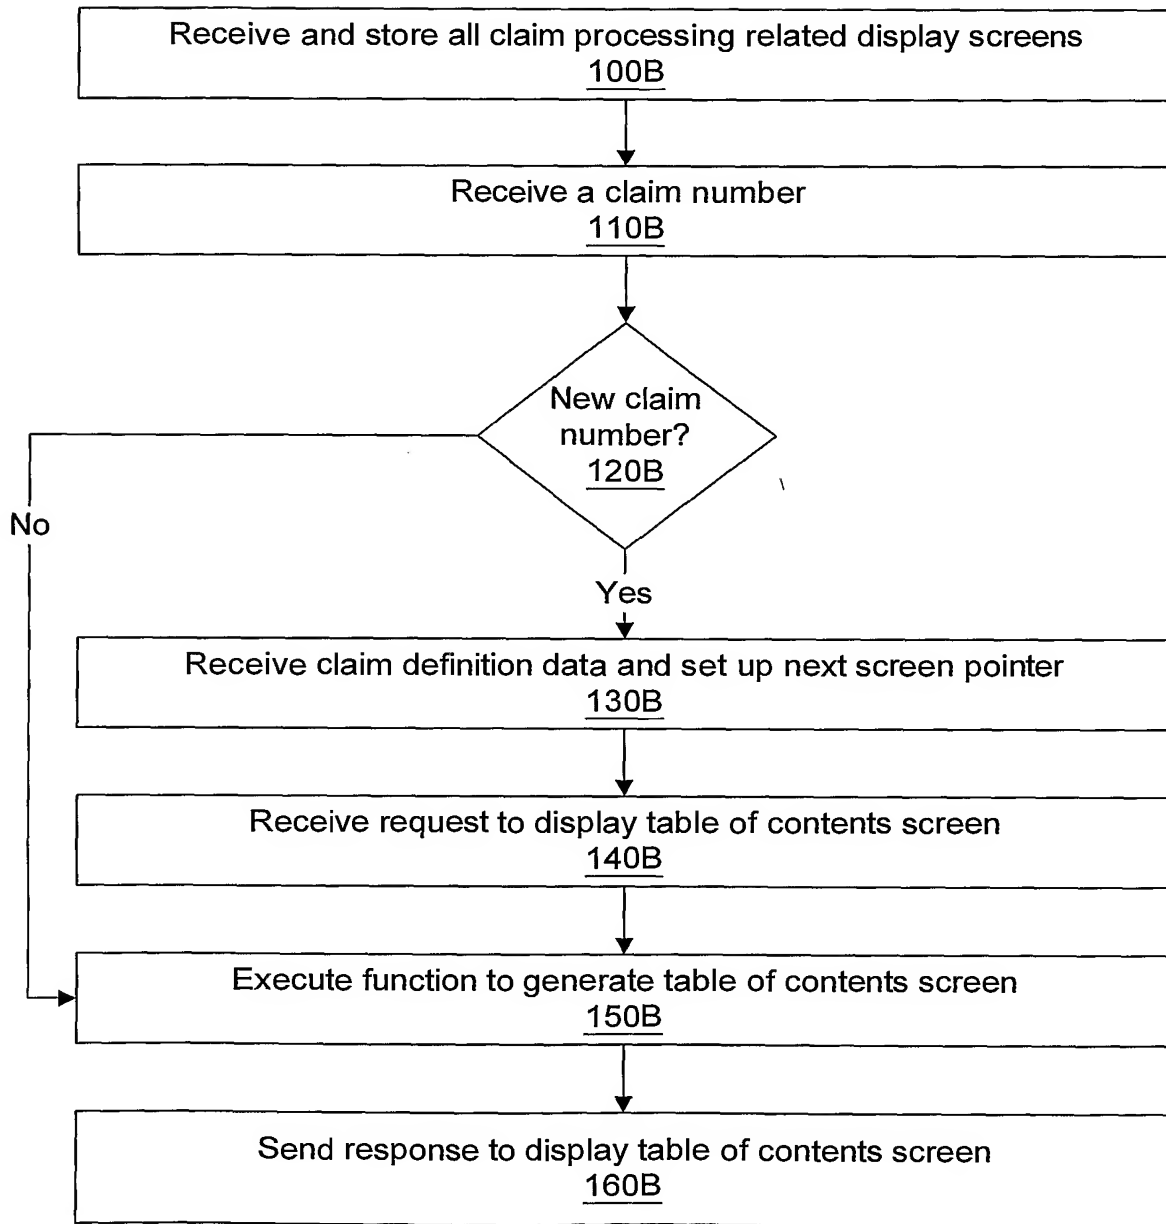 Receive and store all claim processing related display screens
100B
Receive a claim number
110B
New claim
number?
120B
No
Yes
Receive claim definition data and set up next screen pointer
130B
Receive request to display table of contents screen
140B
Execute function to generate table of contents screen
150B
Send response to display table of contents screen
160B